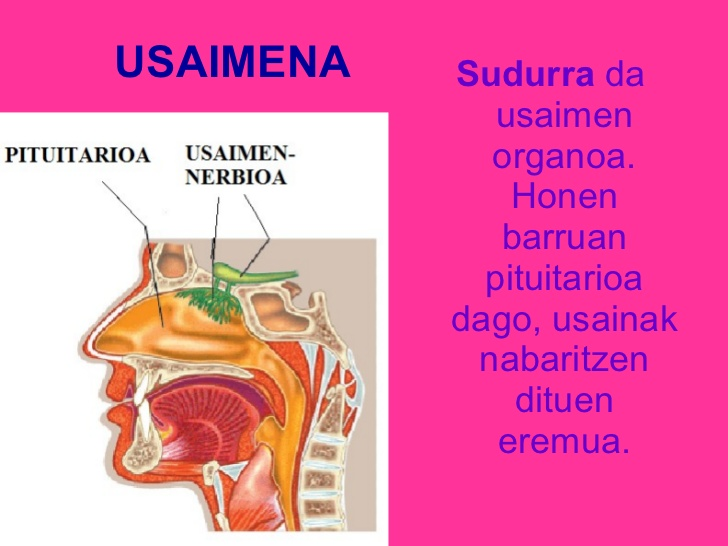 USAIMENA
PITUITARIOA
USAIMEN-
NERBIOA
Sudurra da
usaimen
organoa.
Honen
barruan
pituitarioa
dago, usainak
nabaritzen
dituen
eremua.